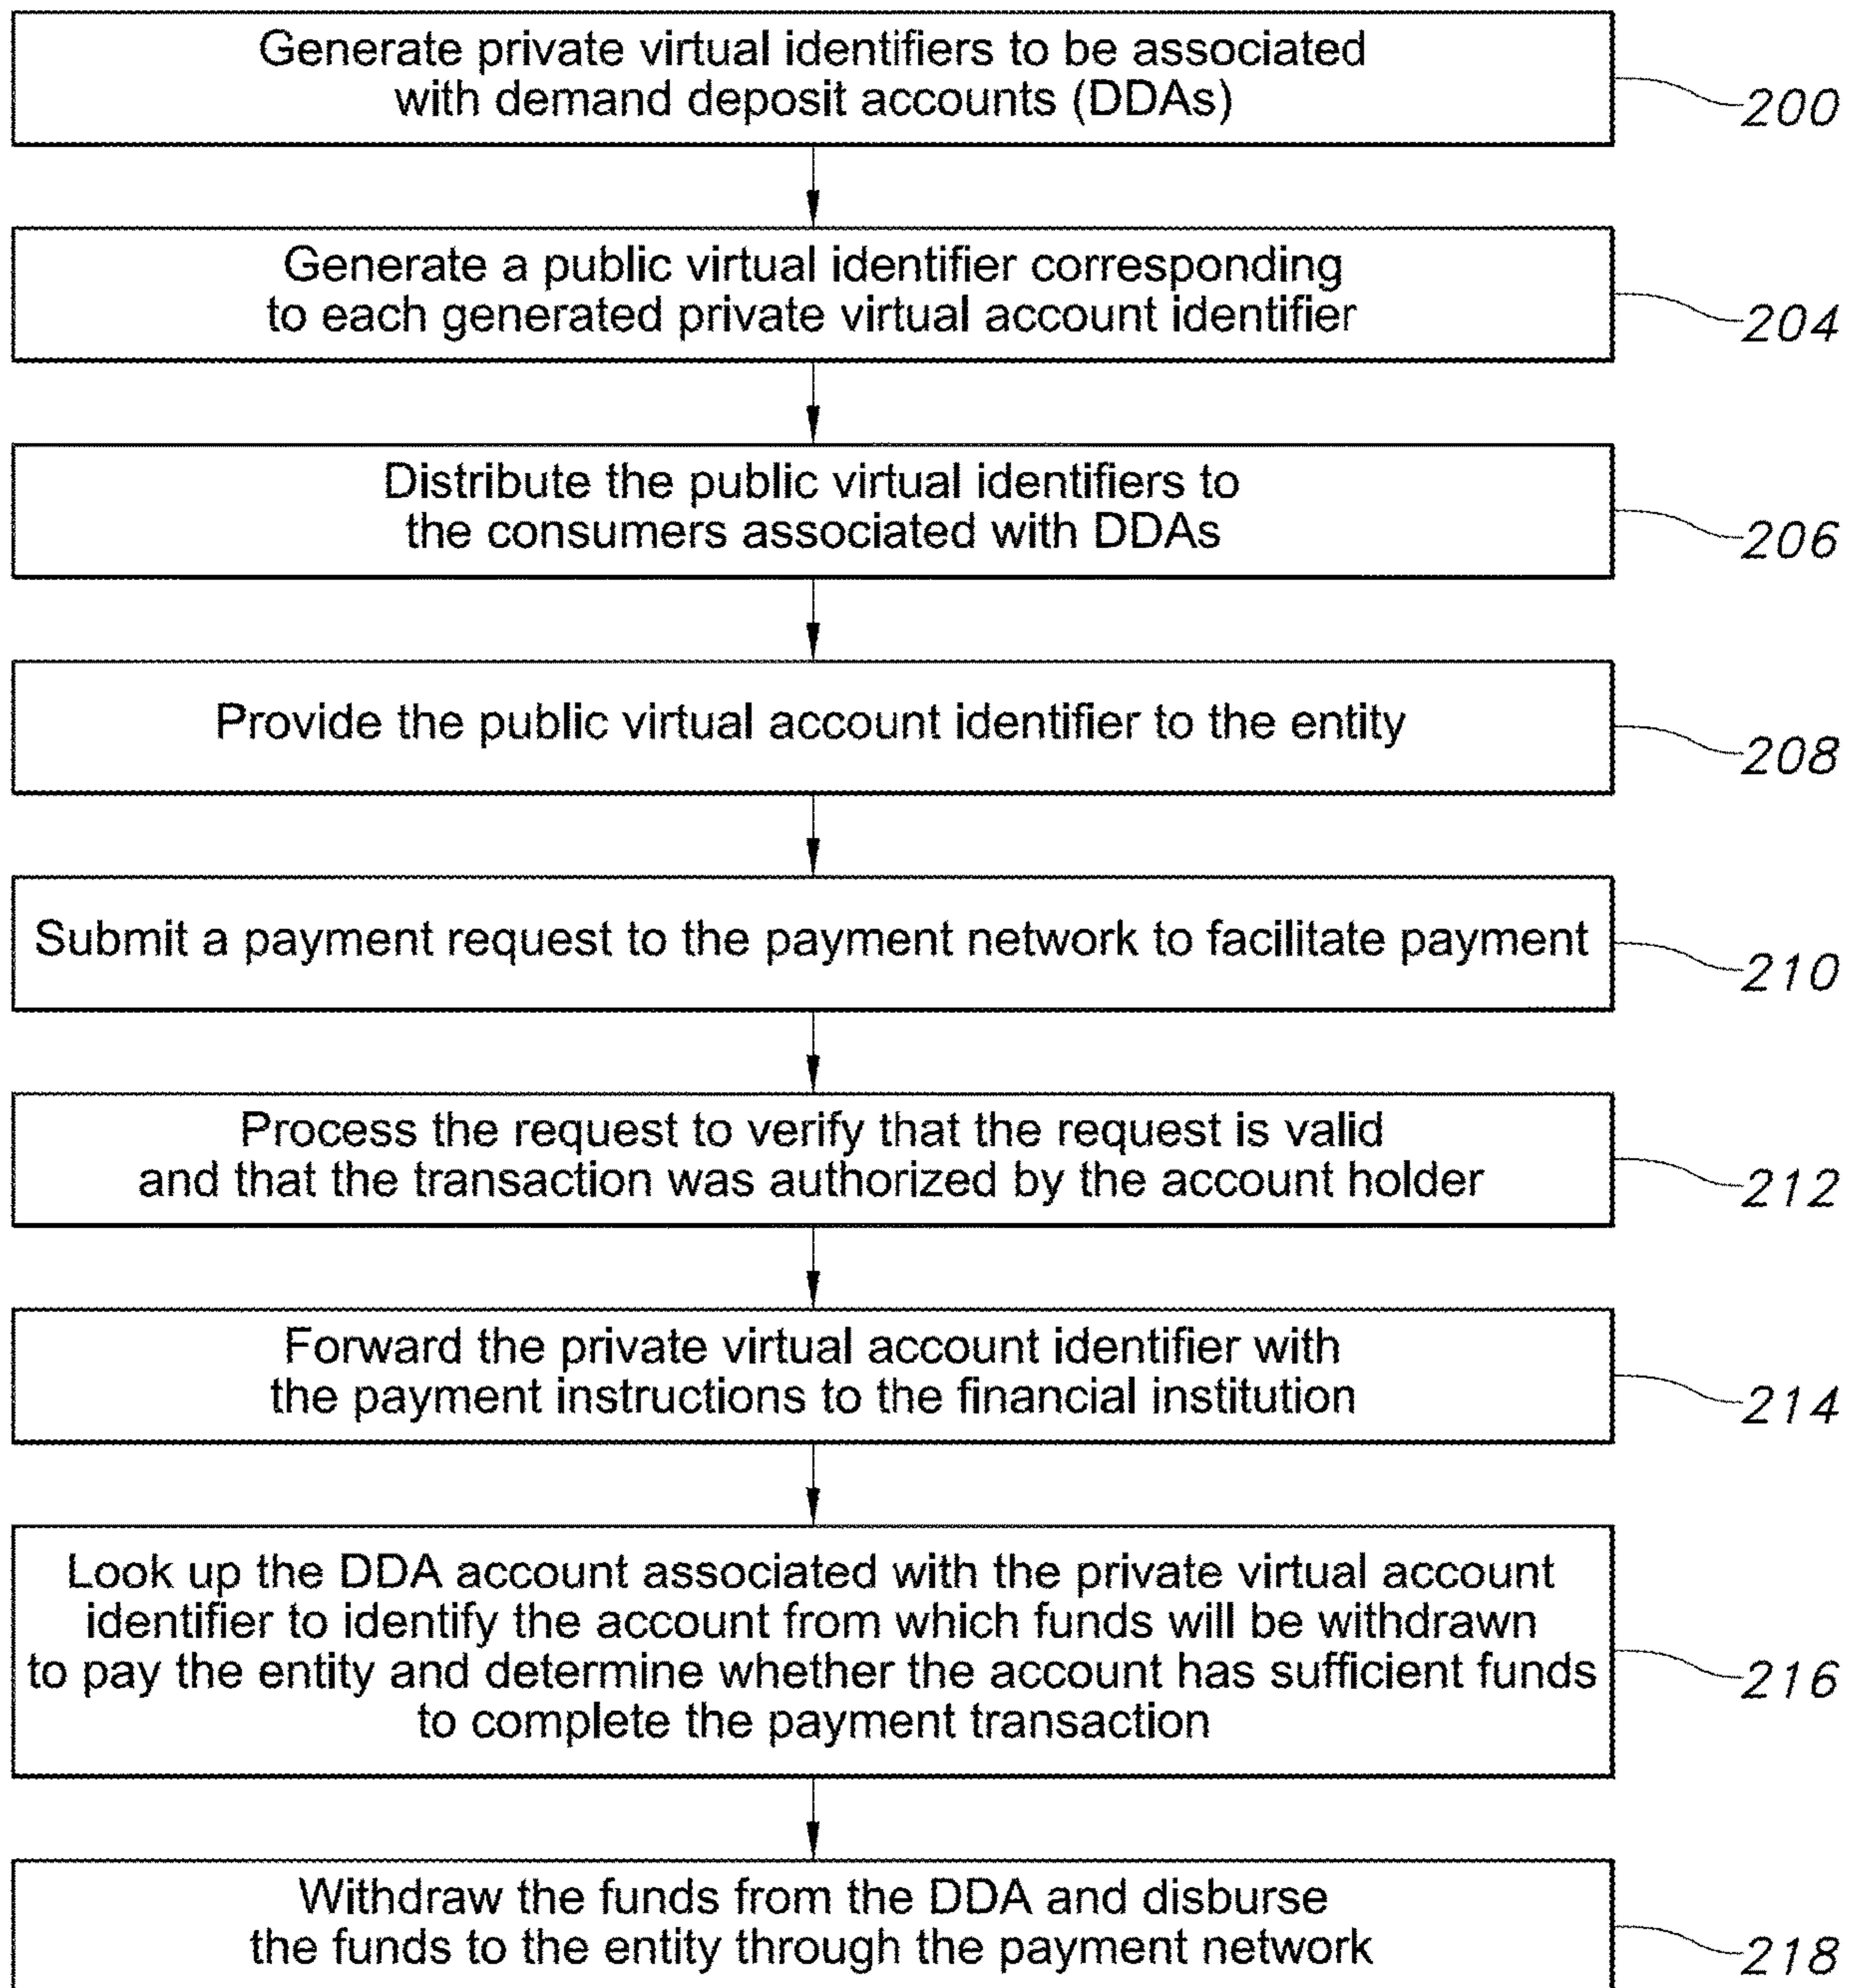 Generate private virtual identifiers to be associated
with demand deposit accounts (DDAs)
200
Generate a public virtual identifier corresponding
to each generated private virtual account identifier
204
Distribute the public virtual identifiers to
the consumers associated with DDAs
206
Provide the public virtual account identifier to the entity
208
Submit a payment request to the payment network to facilitate payment
210
Process the request to verify that the request is valid
and that the transaction was authorized by the account holder
212
Forward the private virtual account identifier with
the payment instructions to the financial institution
214
Look up the DDA account associated with the private virtual account
identifier to identify the account from which funds will be withdrawn
to pay the entity and determine whether the account has sufficient funds
to complete the payment transaction
216
Withdraw the funds from the DDA and disburse
the funds to the entity through the payment network
218